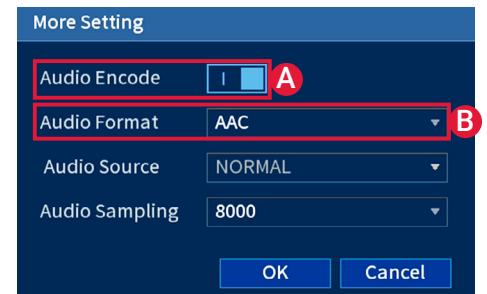 More Setting
Audio Encode I A
Audio Format AAC B
Audio Source NORMAL
Audio Sampling 8000
OK Cancel